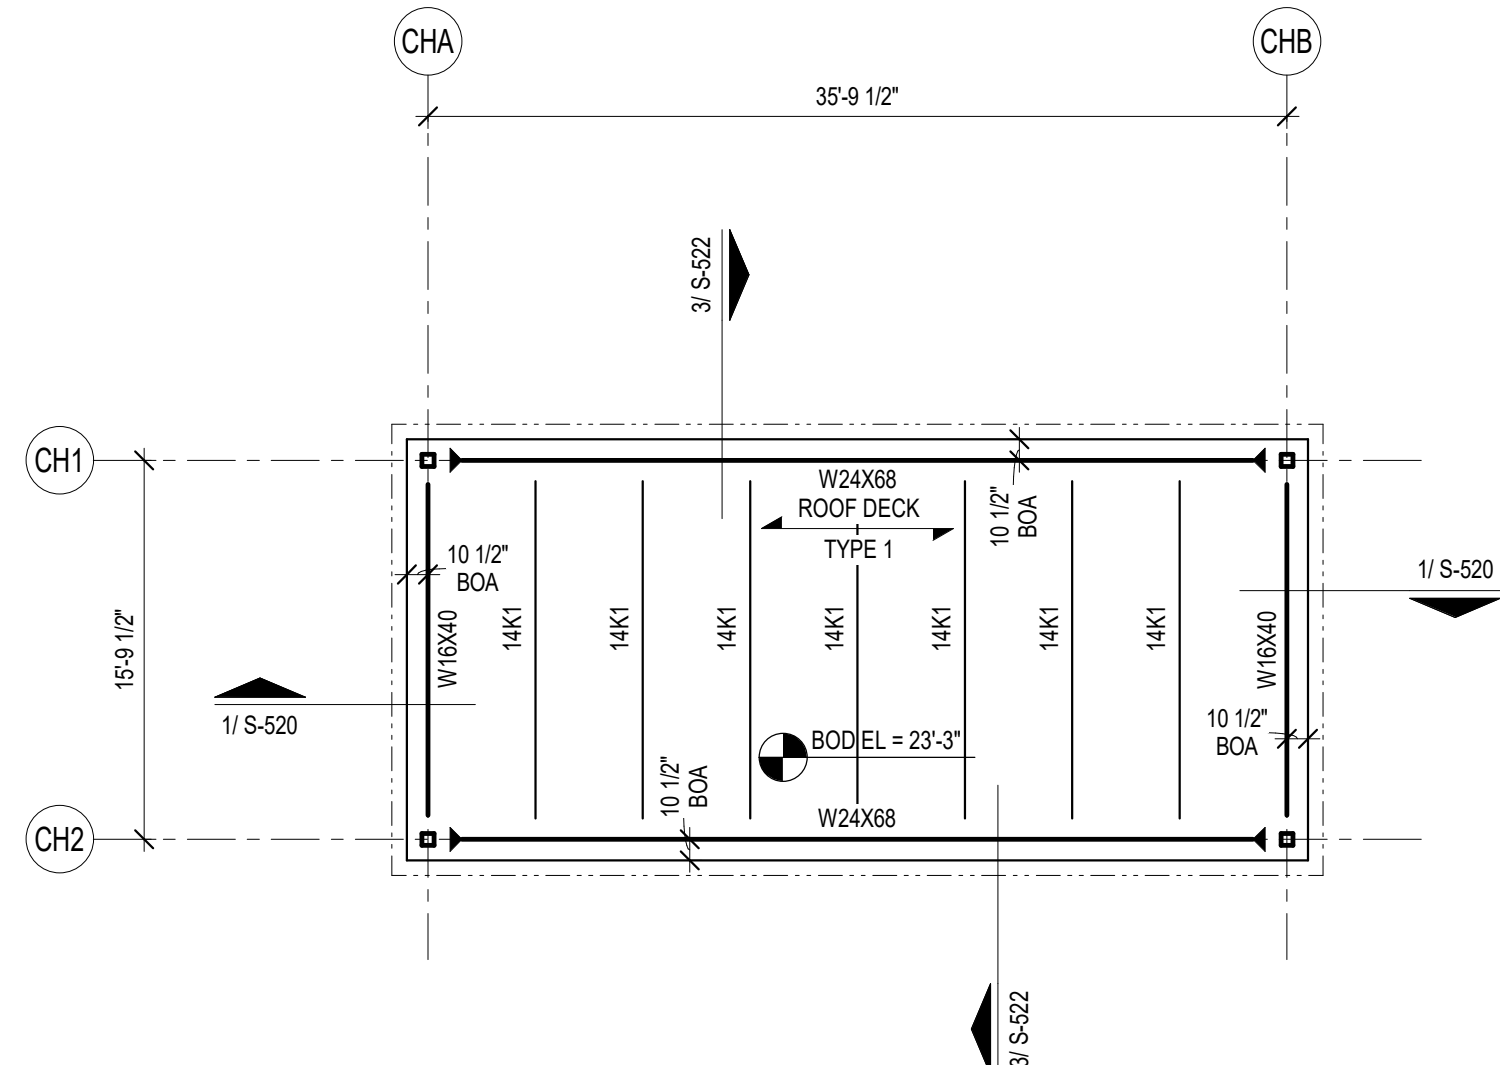 CHA
CHB
35'-9 1/2"
3/ S-522
CH1
W24X68
ROOF DECK
TYPE 1
10 1/2"
BOA
10 1/2"
BOA
1/ S-520
15'-9 1/2"
W16X40
14K1
14K1
14K1
14K1
14K1
14K1
14K1
W16X40
1/ S-520
10 1/2"
BOA
BOD EL = 23'-3"
10 1/2"
BOA
W24X68
CH2
3/ S-522